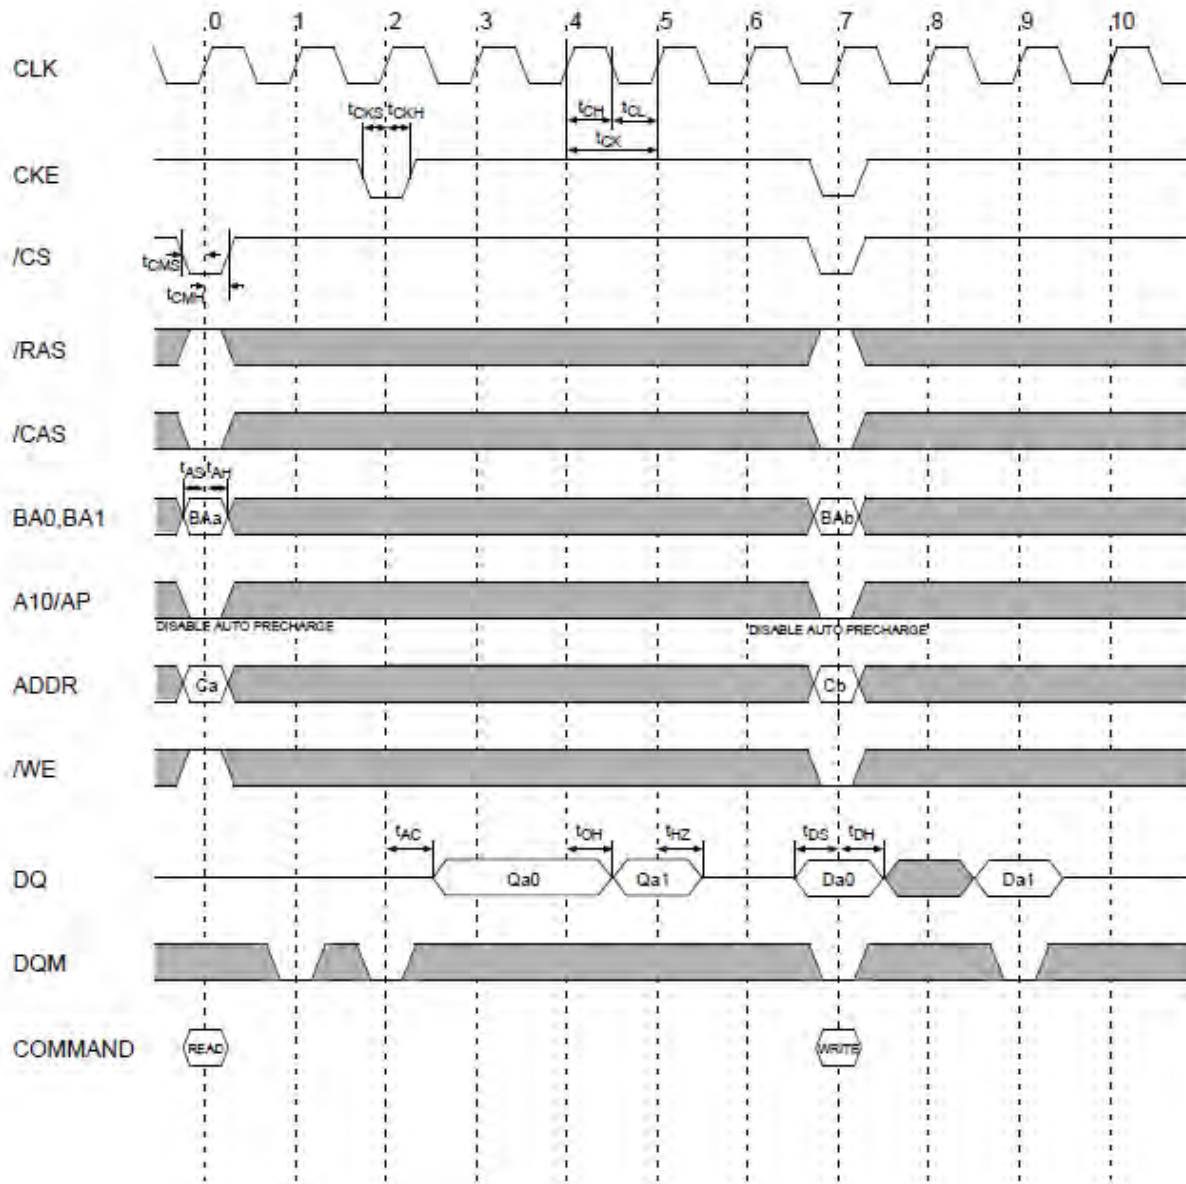 0 1 2 3 4 5 6 7 8 9 10
CLK
tCKS tCKH tCH tCL
tCK
CKE
/CS
tCMS
tCMH
/RAS
/CAS
tAS tAH
BA0,BA1 BAa BAb
A10/AP
DISABLE AUTO PRECHARGE DISABLE AUTO PRECHARGE
ADDR Ca Cb
/WE
tAC tOH tHZ tDS tDH
DQ Qa0 Qa1 Da0 Da1
DQM
COMMAND READ WRITE